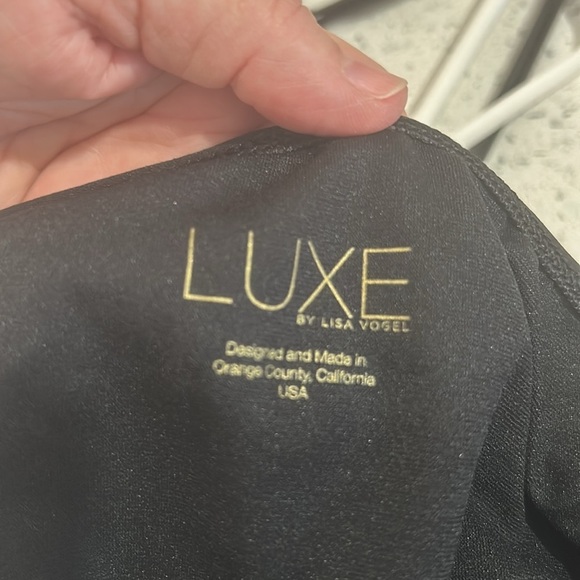 LUXE
BY LISA VOGEL
Designed and Made in
Orange County, California
USA